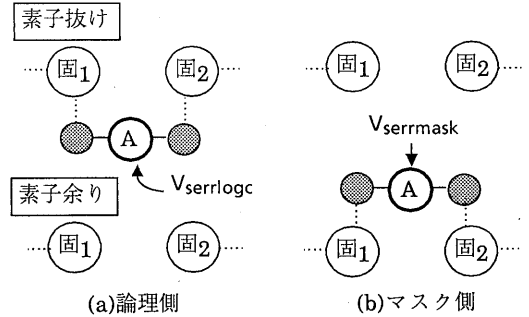 素子抜け
固1 固2 固1 固2
A
Vserrlogc
Vserrmask
素子余り
A
固1 固2 固1 固2
(a)論理側 (b)マスク側